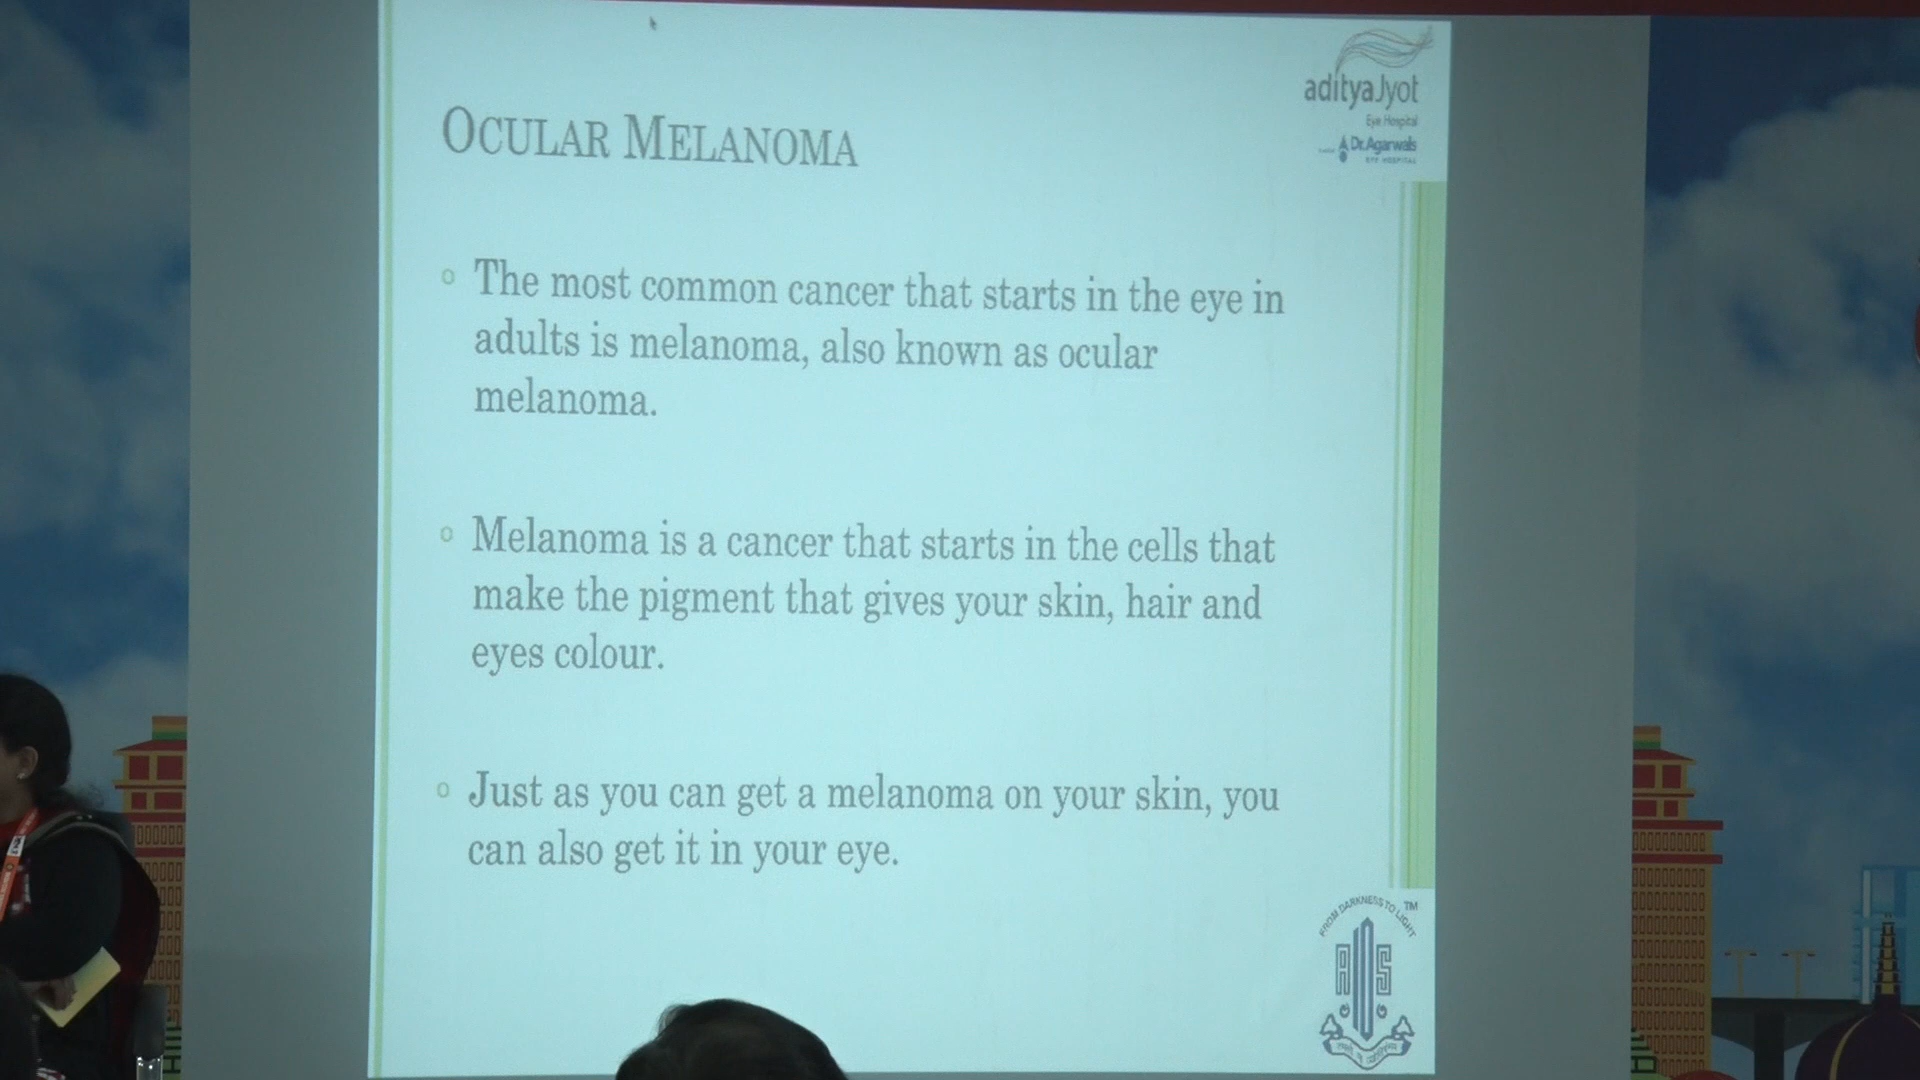 adityaJyot
Eye Hospital
Dr.Agarwals
EYE HOSPITAL
OCULAR MELANOMA
o The most common cancer that starts in the eye in
adults is melanoma, also known as ocular
melanoma.
o Melanoma is a cancer that starts in the cells that
make the pigment that gives your skin, hair and
eyes colour.
o Just as you can get a melanoma on your skin, you
can also get it in your eye.
FROM DARKNESS TO LIGHT TM
AIOS